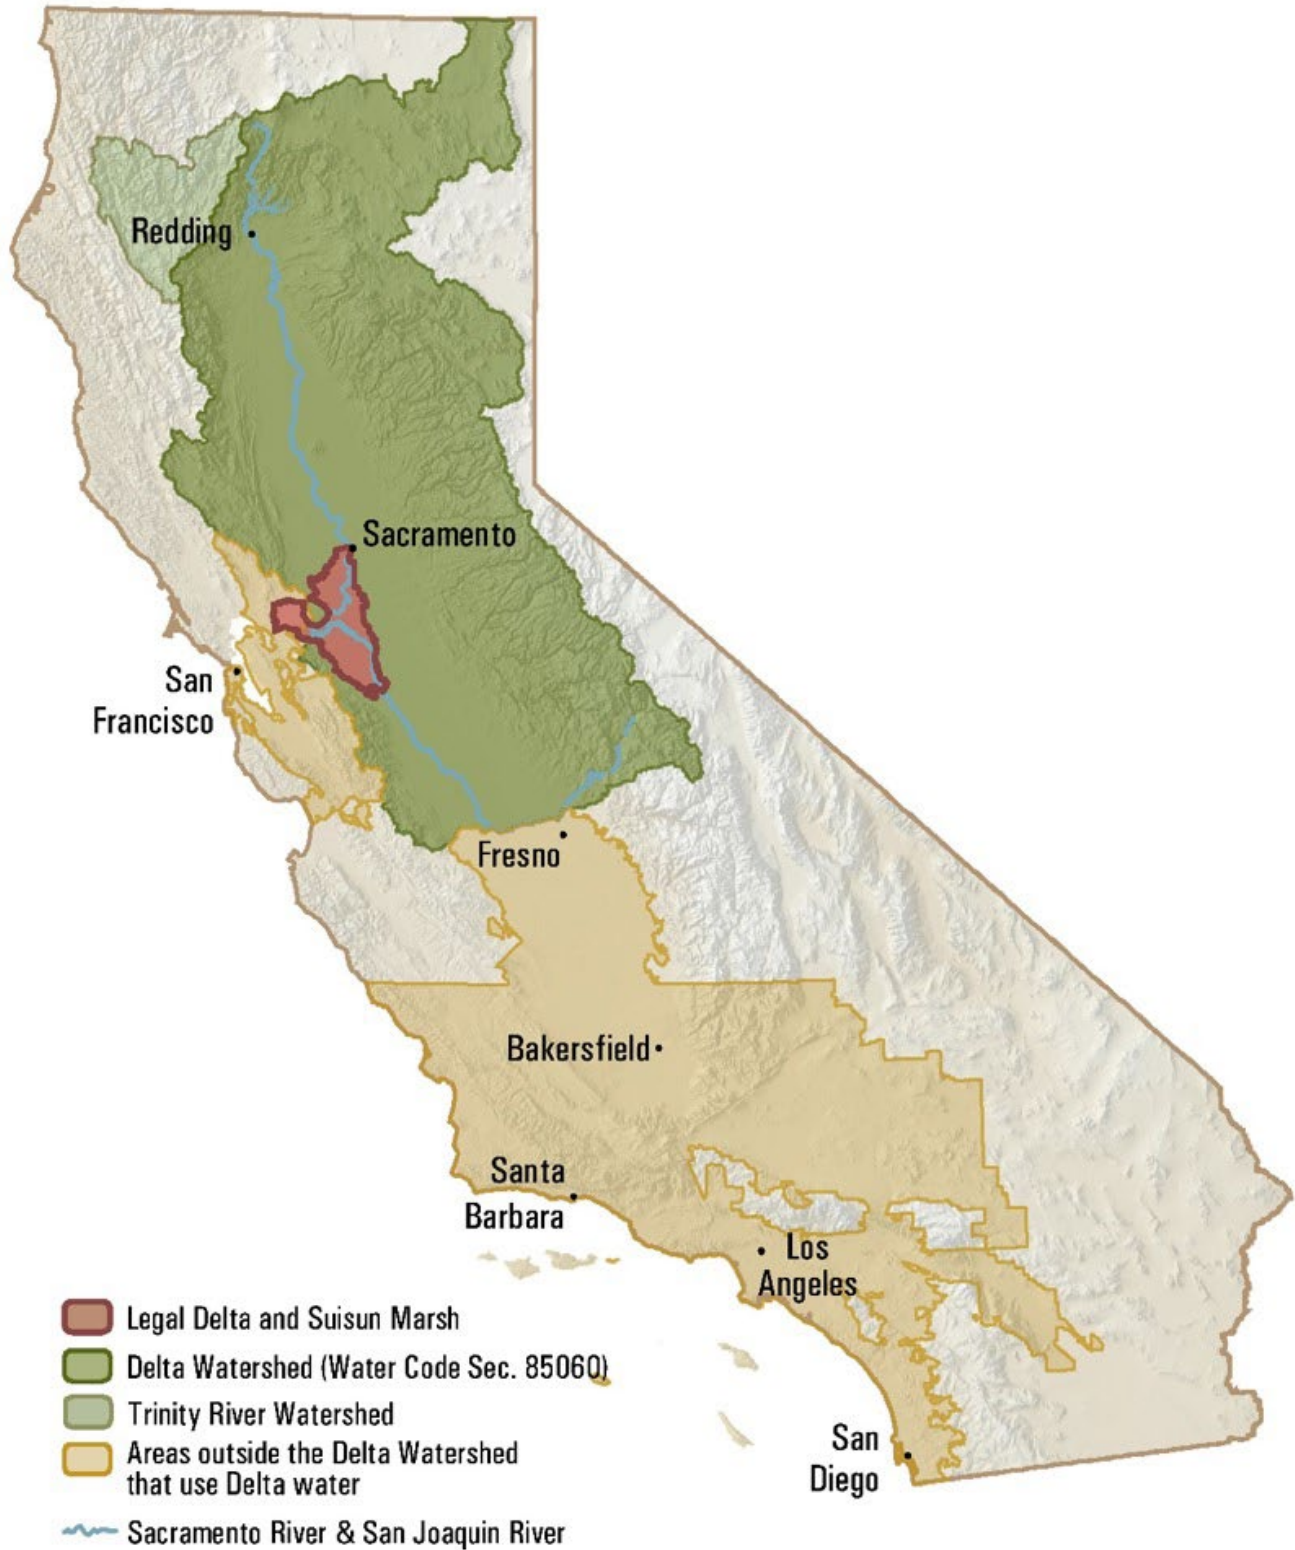 Redding
Sacramento
San
Francisco
Fresno
Bakersfield
Santa
Barbara
Los
Angeles
San
Diego
Legal Delta and Suisun Marsh
Delta Watershed (Water Code Sec. 85060)
Trinity River Watershed
Areas outside the Delta Watershed
that use Delta water
Sacramento River & San Joaquin River